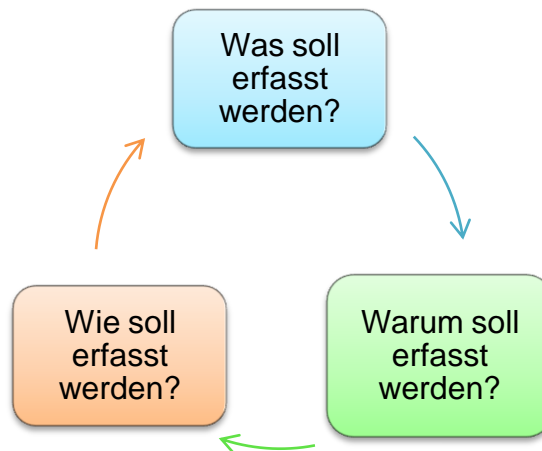 Was soll
erfasst
werden?
Warum soll
erfasst
werden?
Wie soll
erfasst
werden?